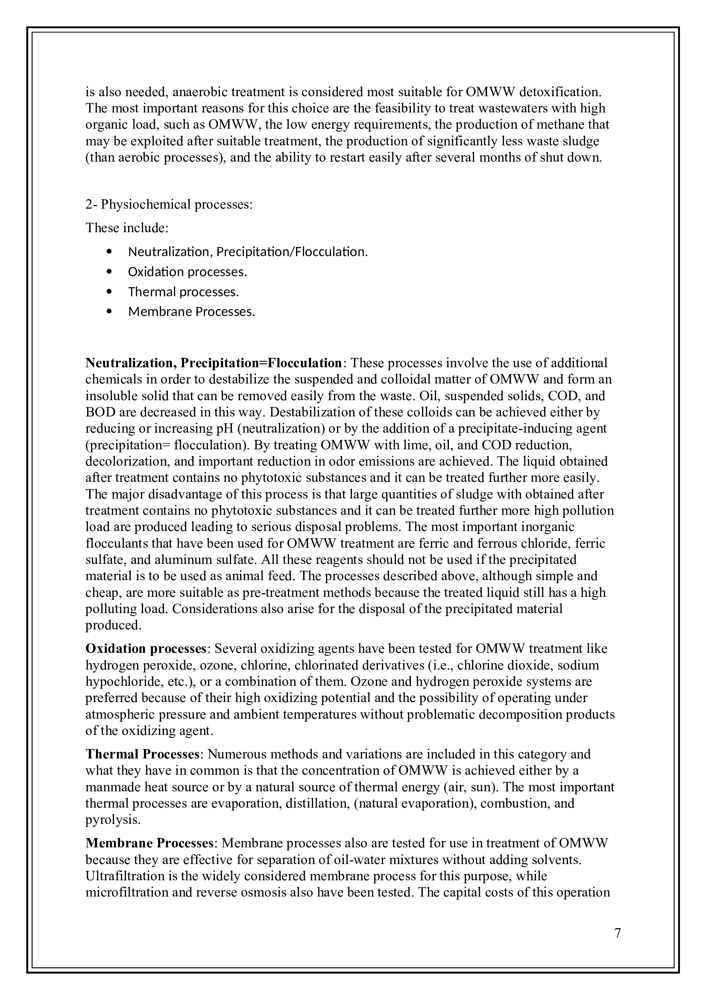 is also needed, anaerobic treatment is considered most suitable for OMWW detoxification.
The most important reasons for this choice are the feasibility to treat wastewaters with high
organic load, such as OMWW, the low energy requirements, the production of methane that
may be exploited after suitable treatment, the production of significantly less waste sludge
(than aerobic processes), and the ability to restart easily after several months of shut down.
2- Physiochemical processes:
These include:
• Neutralization, Precipitation/Flocculation.
• Oxidation processes.
• Thermal processes.
• Membrane Processes.
Neutralization, Precipitation=Flocculation: These processes involve the use of additional
chemicals in order to destabilize the suspended and colloidal matter of OMWW and form an
insoluble solid that can be removed easily from the waste. Oil, suspended solids, COD, and
BOD are decreased in this way. Destabilization of these colloids can be achieved either by
reducing or increasing pH (neutralization) or by the addition of a precipitate-inducing agent
(precipitation= flocculation). By treating OMWW with lime, oil, and COD reduction,
decolorization, and important reduction in odor emissions are achieved. The liquid obtained
after treatment contains no phytotoxic substances and it can be treated further more easily.
The major disadvantage of this process is that large quantities of sludge with obtained after
treatment contains no phytotoxic substances and it can be treated further more high pollution
load are produced leading to serious disposal problems. The most important inorganic
flocculants that have been used for OMWW treatment are ferric and ferrous chloride, ferric
sulfate, and aluminum sulfate. All these reagents should not be used if the precipitated
material is to be used as animal feed. The processes described above, although simple and
cheap, are more suitable as pre-treatment methods because the treated liquid still has a high
polluting load. Considerations also arise for the disposal of the precipitated material
produced.
Oxidation processes: Several oxidizing agents have been tested for OMWW treatment like
hydrogen peroxide, ozone, chlorine, chlorinated derivatives (i.e., chlorine dioxide, sodium
hypochloride, etc.), or a combination of them. Ozone and hydrogen peroxide systems are
preferred because of their high oxidizing potential and the possibility of operating under
atmospheric pressure and ambient temperatures without problematic decomposition products
of the oxidizing agent.
Thermal Processes: Numerous methods and variations are included in this category and
what they have in common is that the concentration of OMWW is achieved either by a
manmade heat source or by a natural source of thermal energy (air, sun). The most important
thermal processes are evaporation, distillation, (natural evaporation), combustion, and
pyrolysis.
Membrane Processes: Membrane processes also are tested for use in treatment of OMWW
because they are effective for separation of oil-water mixtures without adding solvents.
Ultrafiltration is the widely considered membrane process for this purpose, while
microfiltration and reverse osmosis also have been tested. The capital costs of this operation
7